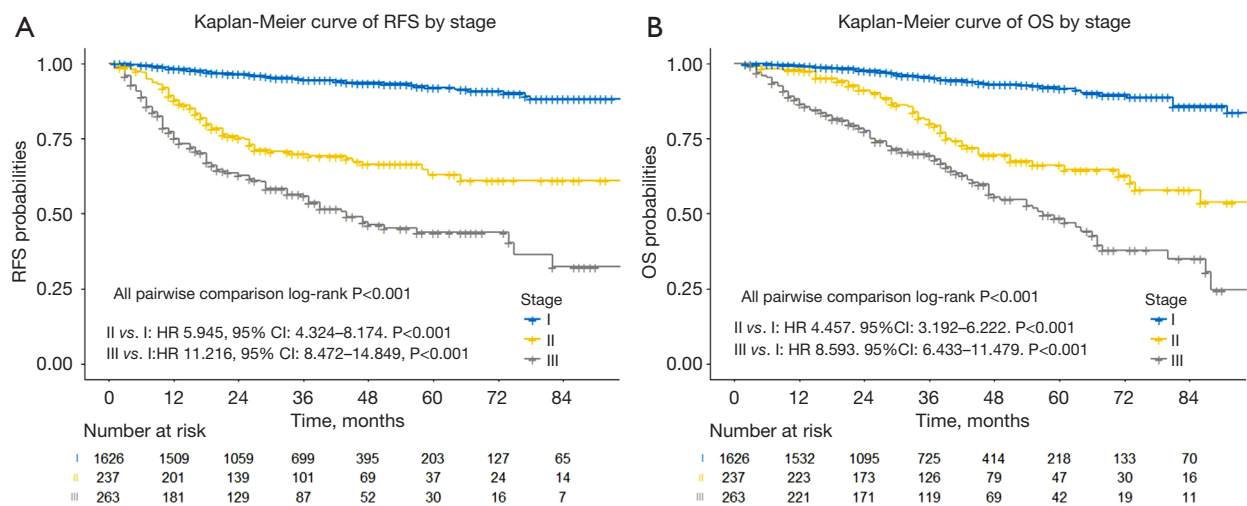 A
Kaplan-Meier curve of RFS by stage
RFS probabilities
1.00
0.75
0.50
0.25
0.00
All pairwise comparison log-rank P<0.001
II vs. I: HR 5.945, 95% CI: 4.324–8.174. P<0.001
III vs. I:HR 11.216, 95% CI: 8.472–14.849, P<0.001
Stage
I
II
III
0 12 24 36 48 60 72 84
Time, months
Number at risk
I 1626 1509 1059 699 395 203 127 65
II 237 201 139 101 69 37 24 14
III 263 181 129 87 52 30 16 7
B
Kaplan-Meier curve of OS by stage
OS probabilities
1.00
0.75
0.50
0.25
0.00
All pairwise comparison log-rank P<0.001
II vs. I: HR 4.457. 95%CI: 3.192–6.222. P<0.001
III vs. I: HR 8.593. 95%CI: 6.433–11.479. P<0.001
Stage
I
II
III
0 12 24 36 48 60 72 84
Time, months
Number at risk
I 1626 1532 1095 725 414 218 133 70
II 237 223 173 126 79 47 30 16
III 263 221 171 119 69 42 19 11